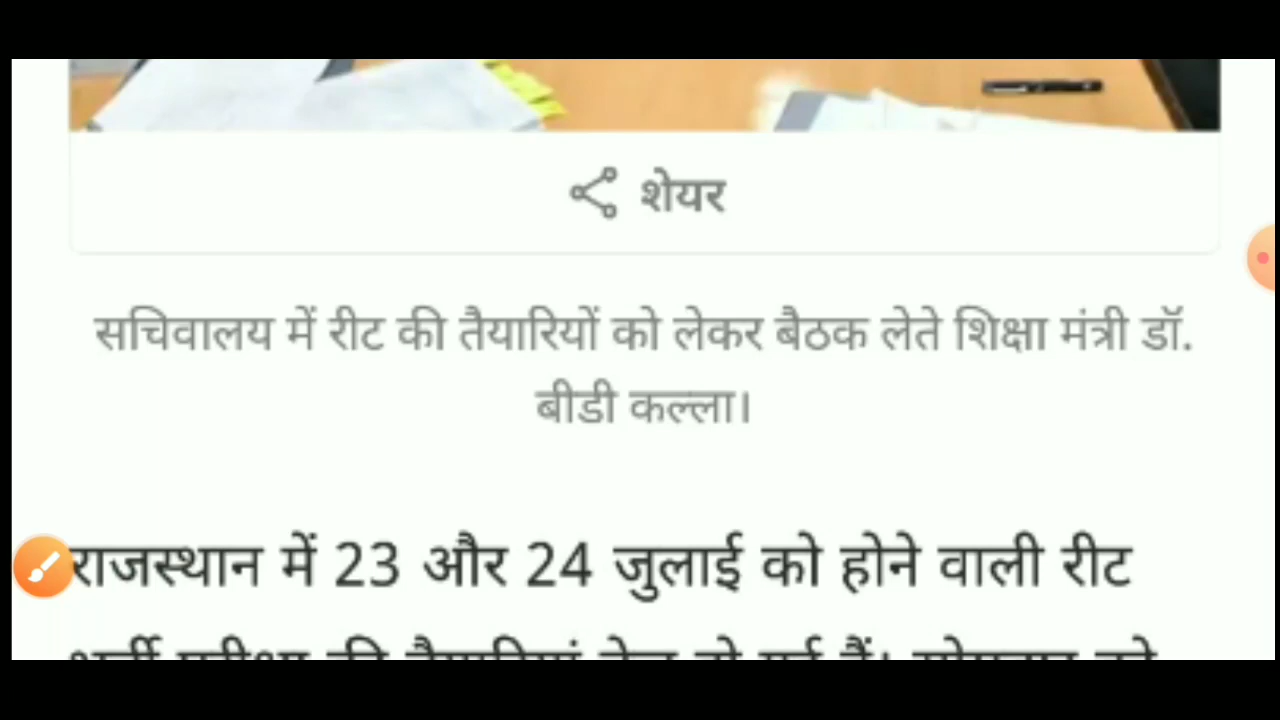 शेयर
सचिवालय में रीट की तैयारियों को लेकर बैठक लेते शिक्षा मंत्री डॉ.
बीडी कल्ला।
राजस्थान में 23 और 24 जुलाई को होने वाली रीट